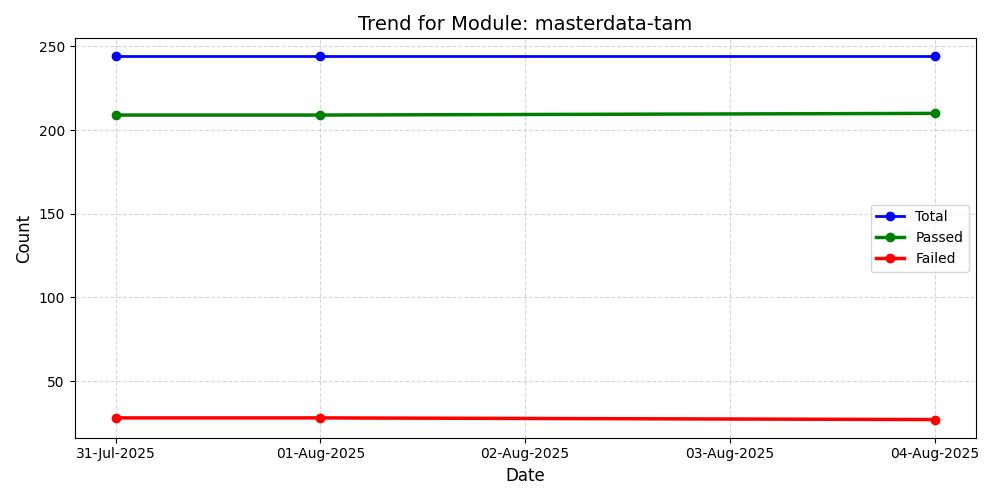 Trend for Module: masterdata-tam
250
200
150
100
50
Count
Total
Passed
Failed
31-Jul-2025
01-Aug-2025
02-Aug-2025
03-Aug-2025
04-Aug-2025
Date